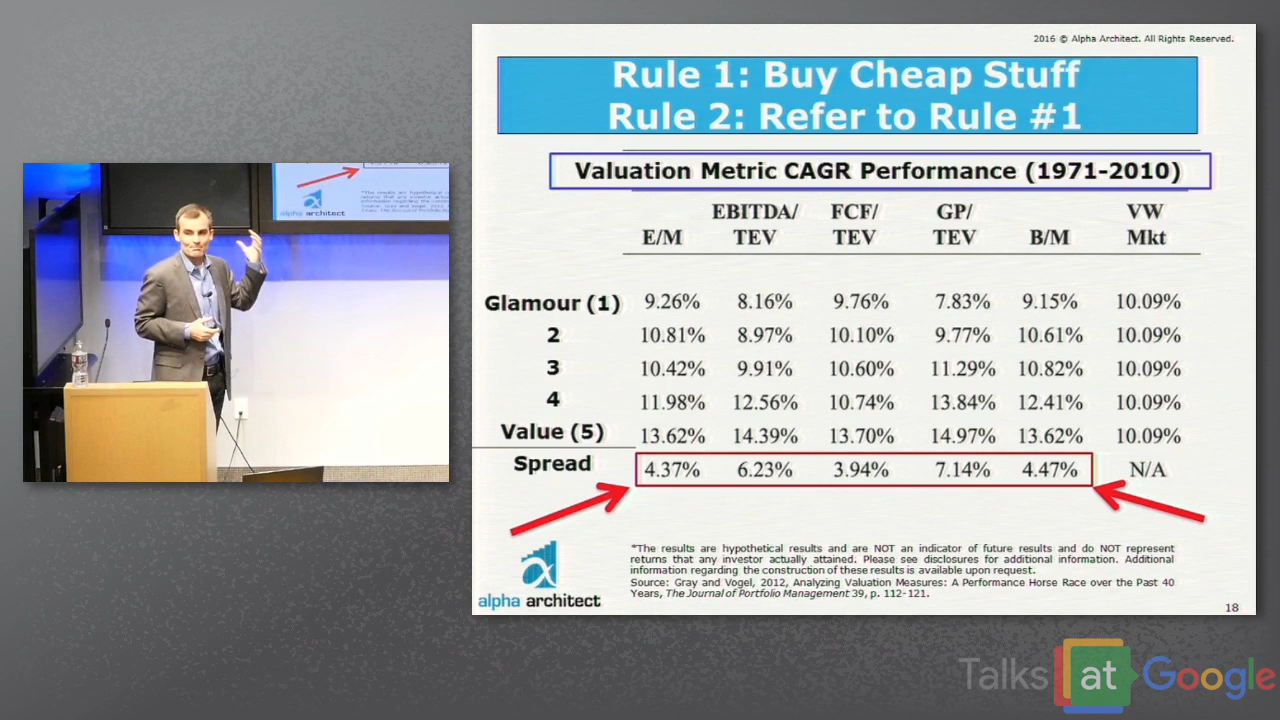 2016 © Alpha Architect. All Rights Reserved.
Rule 1: Buy Cheap Stuff
Rule 2: Refer to Rule #1
Valuation Metric CAGR Performance (1971-2010)
EBITDA/ FCF/ GP/ VW
E/M TEV TEV TEV B/M Mkt
Glamour (1) 9.26% 8.16% 9.76% 7.83% 9.15% 10.09%
2 10.81% 8.97% 10.10% 9.77% 10.61% 10.09%
3 10.42% 9.91% 10.60% 11.29% 10.82% 10.09%
4 11.98% 12.56% 10.74% 13.84% 12.41% 10.09%
Value (5) 13.62% 14.39% 13.70% 14.97% 13.62% 10.09%
Spread 4.37% 6.23% 3.94% 7.14% 4.47% N/A
*The results are hypothetical results and are NOT an indicator of future results and do NOT represent
returns that any investor actually attained. Please see disclosures for additional information. Additional
information regarding the construction of these results is available upon request.
Source: Gray and Vogel, 2012, Analyzing Valuation Measures: A Performance Horse Race over the Past 40
Years, The Journal of Portfolio Management 39, p. 112-121.
alpha architect
18
alpha architect
Talks at Google